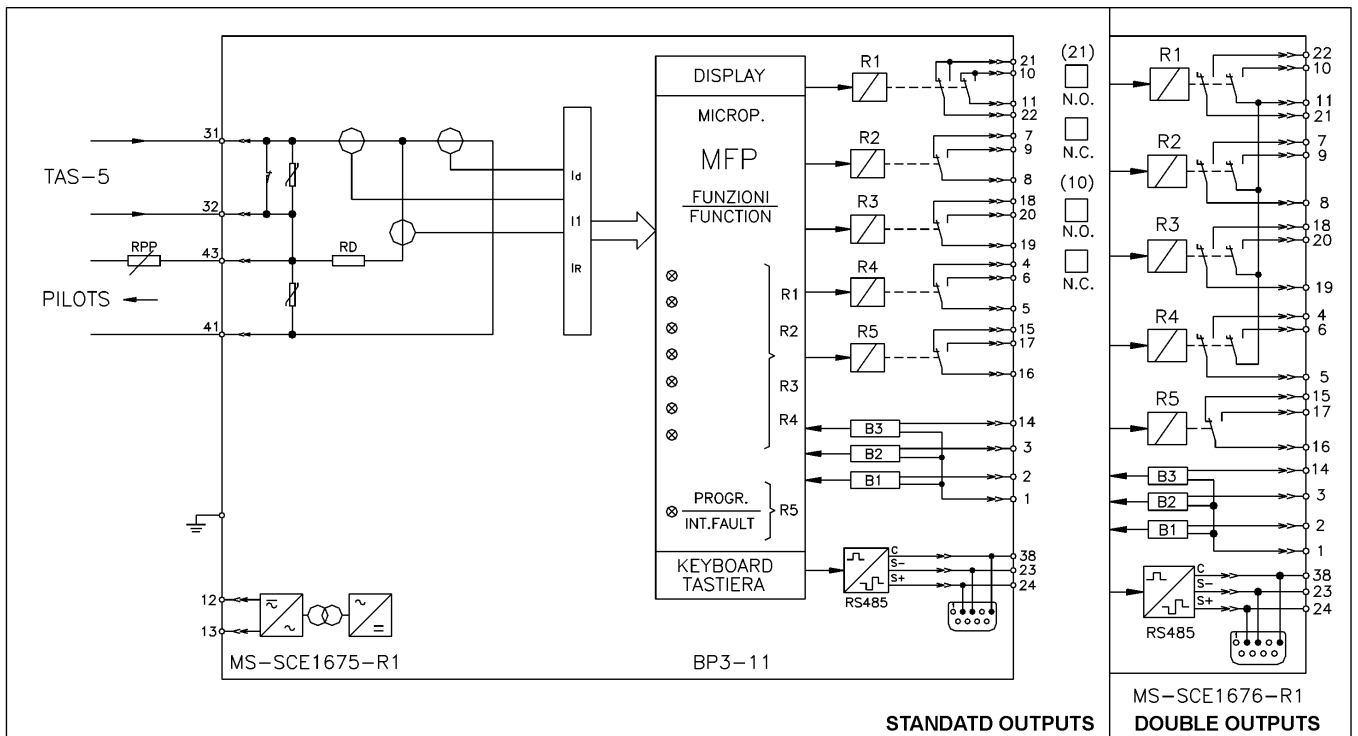 TAS-5
31
32
RPP
43
PILOTS
41
RD
Id
I1
IR
12
13
MS-SCE1675-R1
BP3-11
DISPLAY
MICROP.
MFP
FUNZIONI
FUNCTION
R1
R2
R3
R4
PROGR.
INT.FAULT
R5
KEYBOARD
TASTIERA
R1
21
10
11
22
R2
7
9
8
R3
18
20
19
R4
4
6
5
R5
15
17
16
B3
14
B2
3
B1
2
1
C
38
S-
23
S+
24
RS485
1
(21)
N.O.
N.C.
(10)
N.O.
N.C.
STANDATD OUTPUTS
R1
22
10
11
21
R2
7
9
8
R3
18
20
19
R4
4
6
5
R5
15
17
16
B3
14
B2
3
B1
2
1
C
38
S-
23
S+
24
RS485
1
MS-SCE1676-R1
DOUBLE OUTPUTS